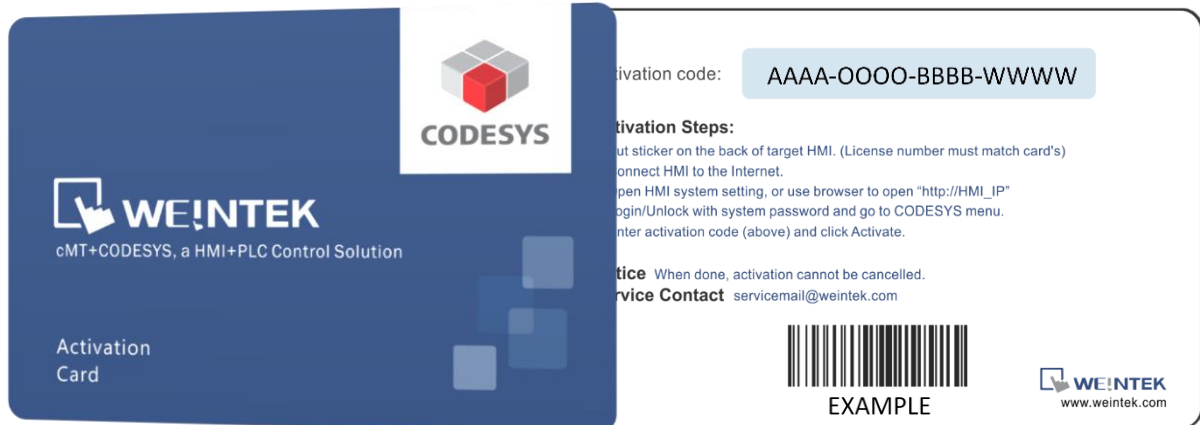 CODESYS
WEINTEK
cMT+CODESYS, a HMI+PLC Control Solution
Activation
Card
ivation code: AAAA-OOOO-BBBB-WWWW
tivation Steps:
ut sticker on the back of target HMI. (License number must match card's)
onnect HMI to the Internet.
pen HMI system setting, or use browser to open “http://HMI_IP”
ogin/Unlock with system password and go to CODESYS menu.
nter activation code (above) and click Activate.
tice When done, activation cannot be cancelled.
rvice Contact servicemail@weintek.com
EXAMPLE
WEINTEK
www.weintek.com